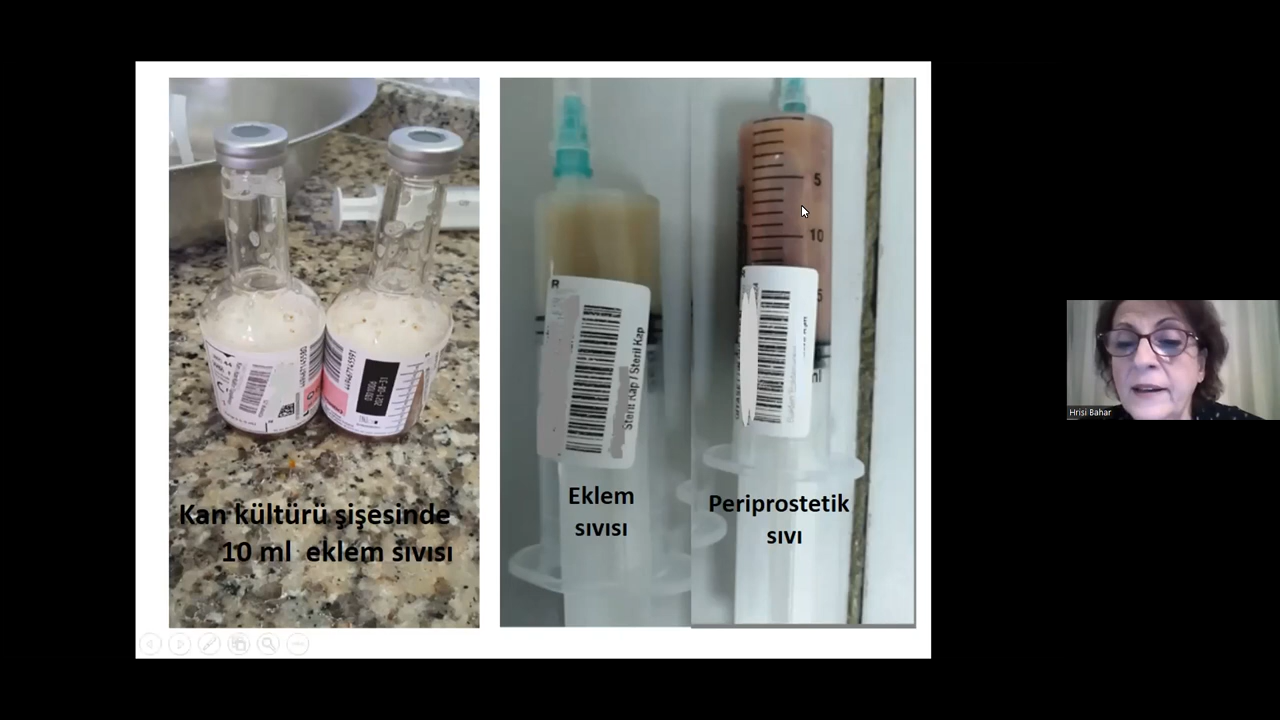 Kan kültürü şişesinde
10 ml eklem sıvısı
R
Steril Kap / Steril Kap
Eklem
sıvısı
5
10
5
Periprostetik
sıvı
Hrisi Bahar